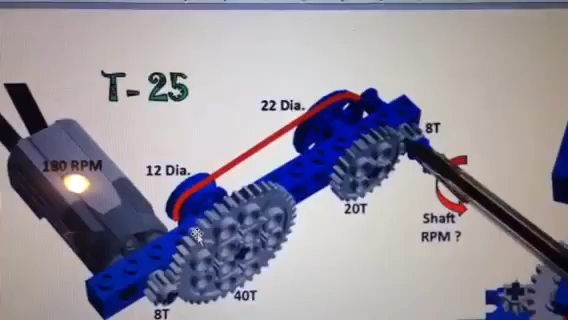 T-25
22 Dia.
8T
180 RPM
12 Dia.
20T
Shaft
RPM ?
40T
8T